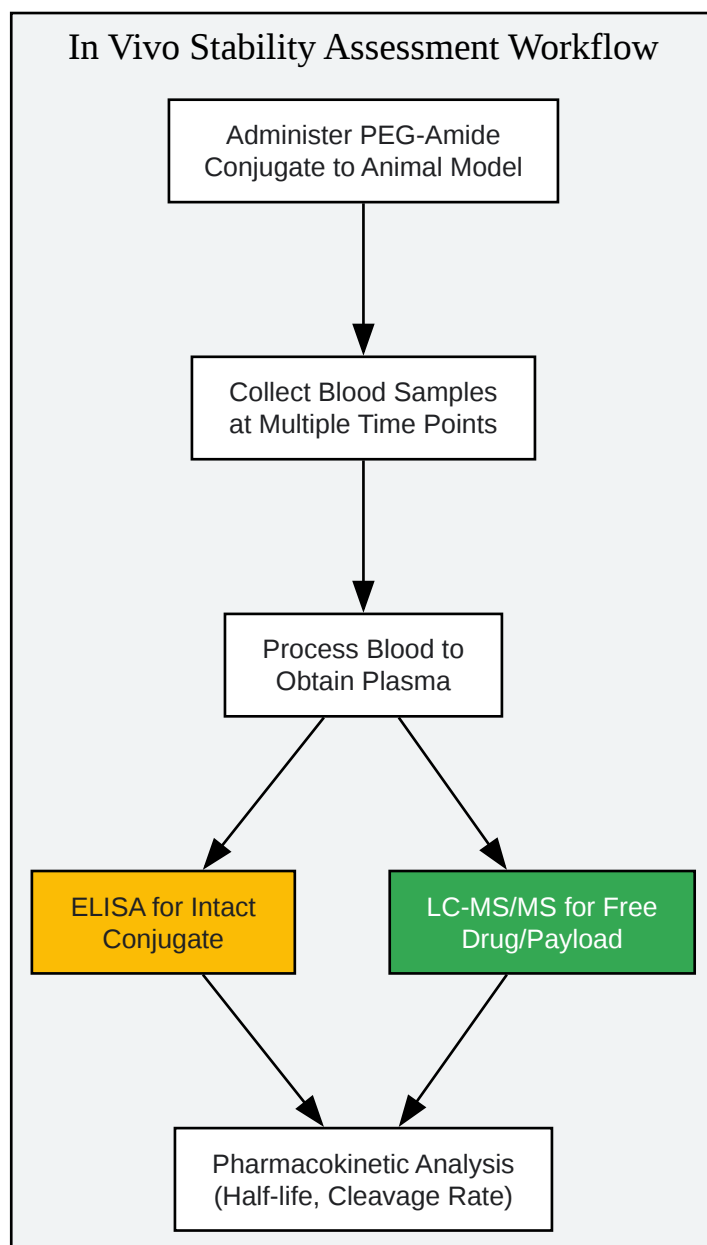 In Vivo Stability Assessment Workflow
Administer PEG-Amide
Conjugate to Animal Model
Collect Blood Samples
at Multiple Time Points
Process Blood to
Obtain Plasma
ELISA for Intact
Conjugate
LC-MS/MS for Free
Drug/Payload
Pharmacokinetic Analysis
(Half-life, Cleavage Rate)